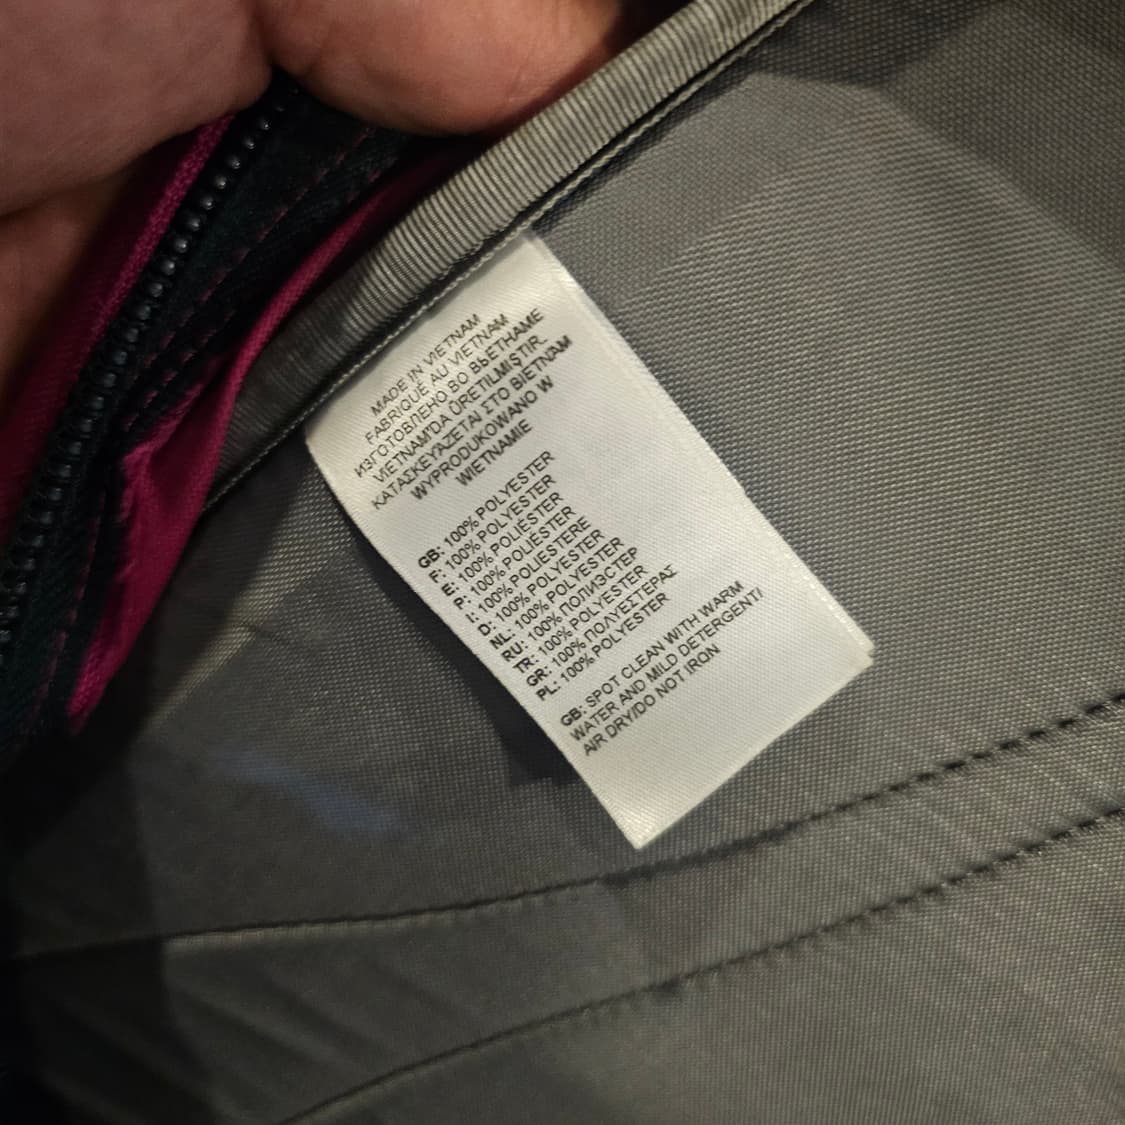 MADE IN VIETNAM
FABRIQUÉ AU VIETNAM
ИЗГОТОВЛЕНО ВО ВЬЕТНАМЕ
VIETNAM'DA ÜRETILMIŞTIR.
ΚΑΤΑΣΚΕΥΆΖΕΤΑΙ ΣΤΟ ΒΙΕΤΝΑΜ
WYPRODUKOWANO W
WIETNAMIE
GB: 100% POLYESTER
F: 100% POLYESTER
E: 100% POLIÉSTER
P: 100% POLIÉSTER
I: 100% POLIESTERE
D: 100% POLYESTER
NL: 100% POLYESTER
RU: 100% ПОЛИЭСТЕР
TR: 100% POLYESTER
GR: 100% ΠΟΛΥΕΣΤΕΡΑΣ
PL: 100% POLYESTER
GB: SPOT CLEAN WITH WARM
WATER AND MILD DETERGENT/
AIR DRY/DO NOT IRON